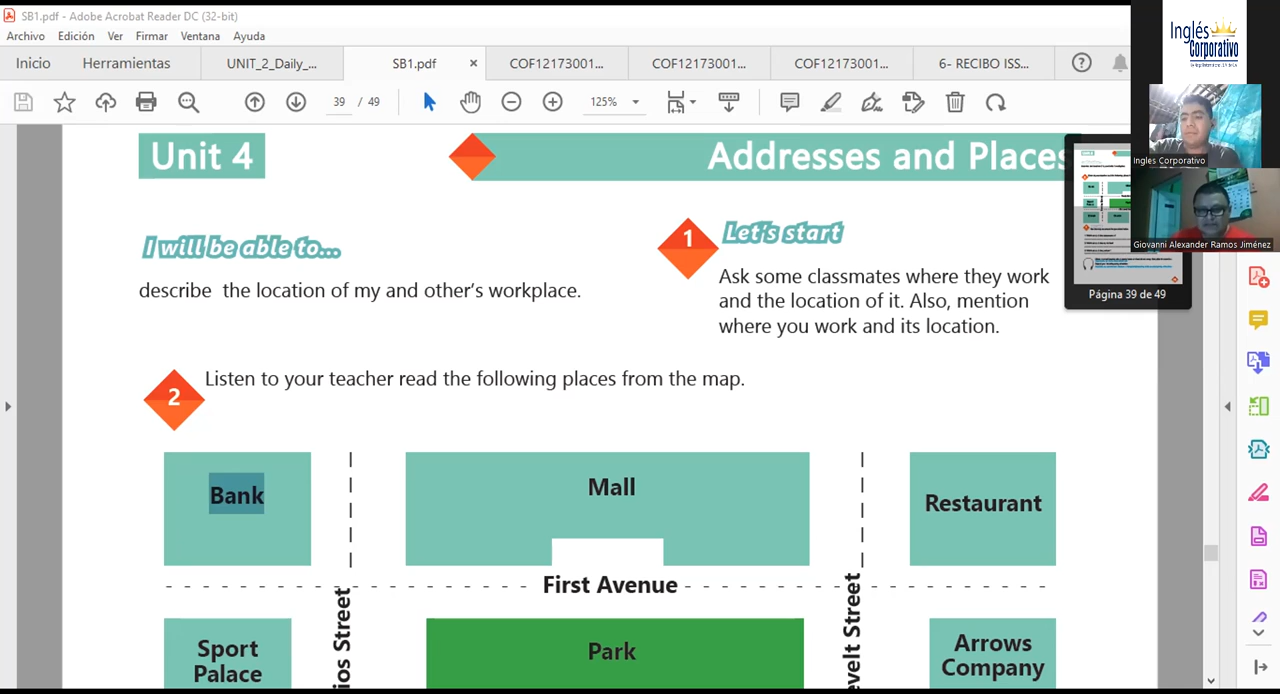 SB1.pdf - Adobe Acrobat Reader DC (32-bit)
Archivo Edición Ver Firmar Ventana Ayuda
Inicio Herramientas UNIT_2_Daily_... SB1.pdf × COF12173001... COF12173001... COF12173001... 6- RECIBO ISS...
39 / 49 125%
Inglés
Corporativo
Ingles Corporativo
Giovanni Alexander Ramos Jiménez
Página 39 de 49
Unit 4
Addresses and Places
I will be able to...
describe the location of my and other's workplace.
1
Let's start
Ask some classmates where they work
and the location of it. Also, mention
where you work and its location.
2
Listen to your teacher read the following places from the map.
Bank
Mall
Restaurant
First Avenue
ios Street
evelt Street
Sport
Palace
Park
Arrows
Company